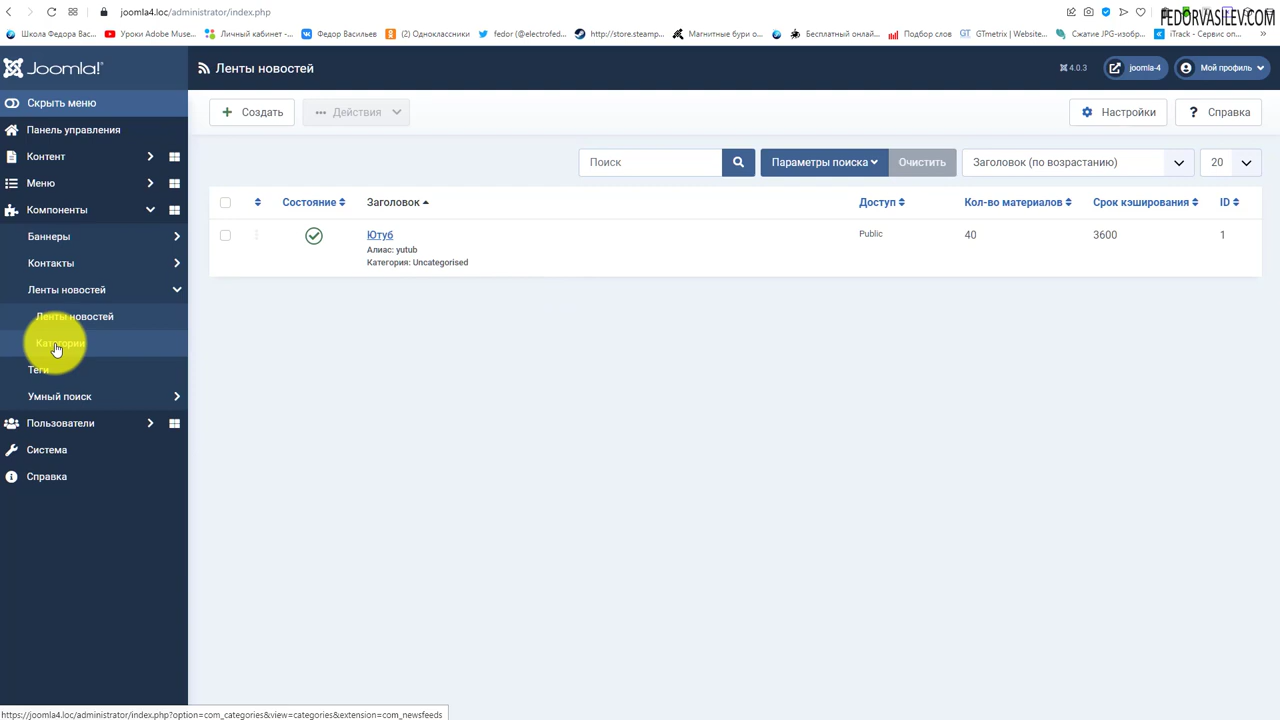 joomla4.loc/administrator/index.php
FEDORVASILEV.COM
Школа Федора Вас...
Уроки Adobe Muse...
Личный кабинет -...
Федор Васильев
(2) Одноклассники
fedor (@electrofed...
http://store.steamp...
Магнитные бури о...
Бесплатный онлай...
Подбор слов
GTmetrix | Website...
Сжатие JPG-изобр...
iTrack - Сервис оп...
Joomla!
Ленты новостей
4.0.3
joomla-4
Мой профиль
Скрыть меню
Панель управления
Контент
Меню
Компоненты
Баннеры
Контакты
Ленты новостей
Ленты новостей
Категории
Теги
Умный поиск
Пользователи
Система
Справка
Создать
Действия
Настройки
Справка
Поиск
Параметры поиска
Очистить
Заголовок (по возрастанию)
20
Состояние
Заголовок
Доступ
Кол-во материалов
Срок кэширования
ID
Ютуб
Public
40
3600
1
Алиас: yutub
Категория: Uncategorised
https://joomla4.loc/administrator/index.php?option=com_categories&view=categories&extension=com_newsfeeds